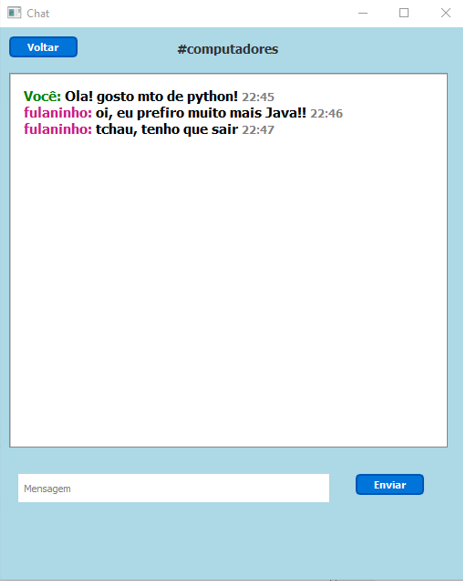 Chat
Voltar
#computadores
Você: Ola! gosto mto de python! 22:45
fulaninho: oi, eu prefiro muito mais Java!! 22:46
fulaninho: tchau, tenho que sair 22:47
Mensagem
Enviar